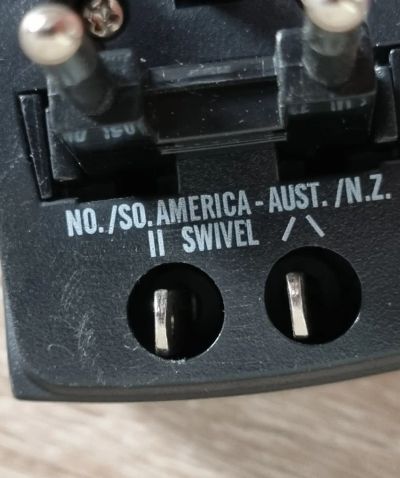 NO./SO. AMERICA - AUST. /N.Z.
II SWIVEL / \